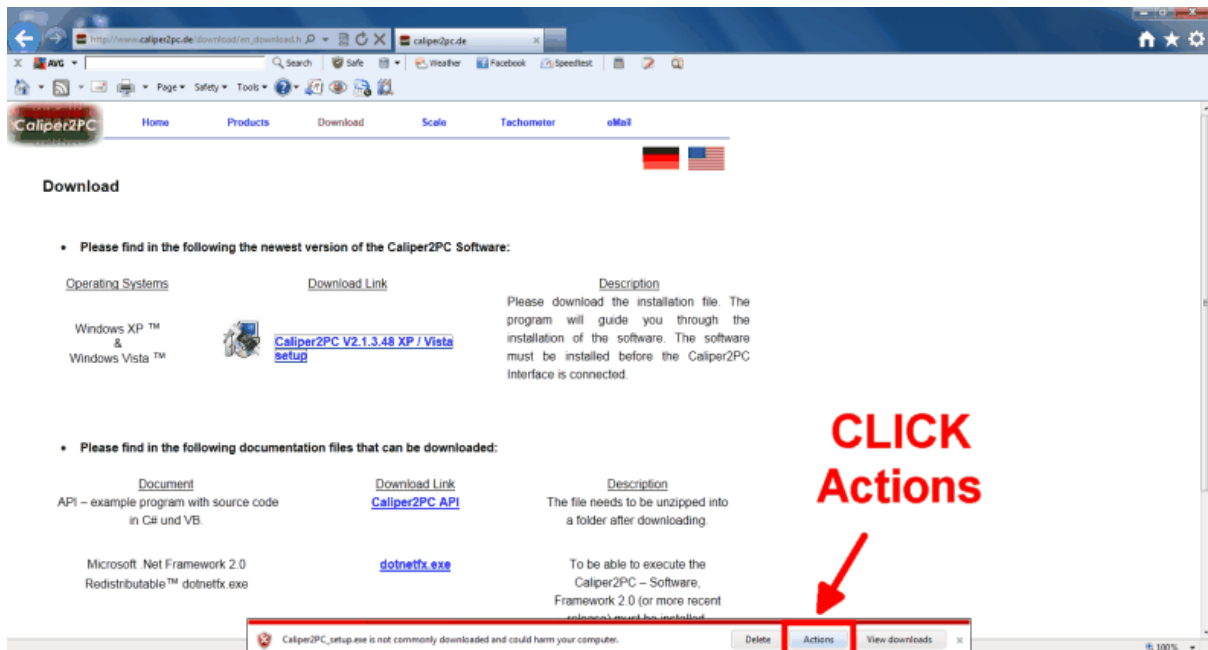 http://www.caliper2pc.de/download/en_download.h
caliper2pc.de
AVG
Search
Safe
Weather
Facebook
Speedtest
Page
Safety
Tools
Caliper2PC
Home
Products
Download
Scale
Tachometer
eMail
Download
• Please find in the following the newest version of the Caliper2PC Software:
Operating Systems
Download Link
Description
Windows XP ™
&
Windows Vista ™
Caliper2PC V2.1.3.48 XP / Vista
setup
Please download the installation file. The
program will guide you through the
installation of the software. The software
must be installed before the Caliper2PC
Interface is connected.
• Please find in the following documentation files that can be downloaded:
Document
Download Link
Description
API – example program with source code
in C# und VB.
Caliper2PC API
The file needs to be unzipped into
a folder after downloading.
Microsoft .Net Framework 2.0
Redistributable™ dotnetfx.exe
dotnetfx.exe
To be able to execute the
Caliper2PC – Software,
Framework 2.0 (or more recent
release) must be installed
CLICK
Actions
Caliper2PC_setup.exe is not commonly downloaded and could harm your computer.
Delete
Actions
View downloads
100%